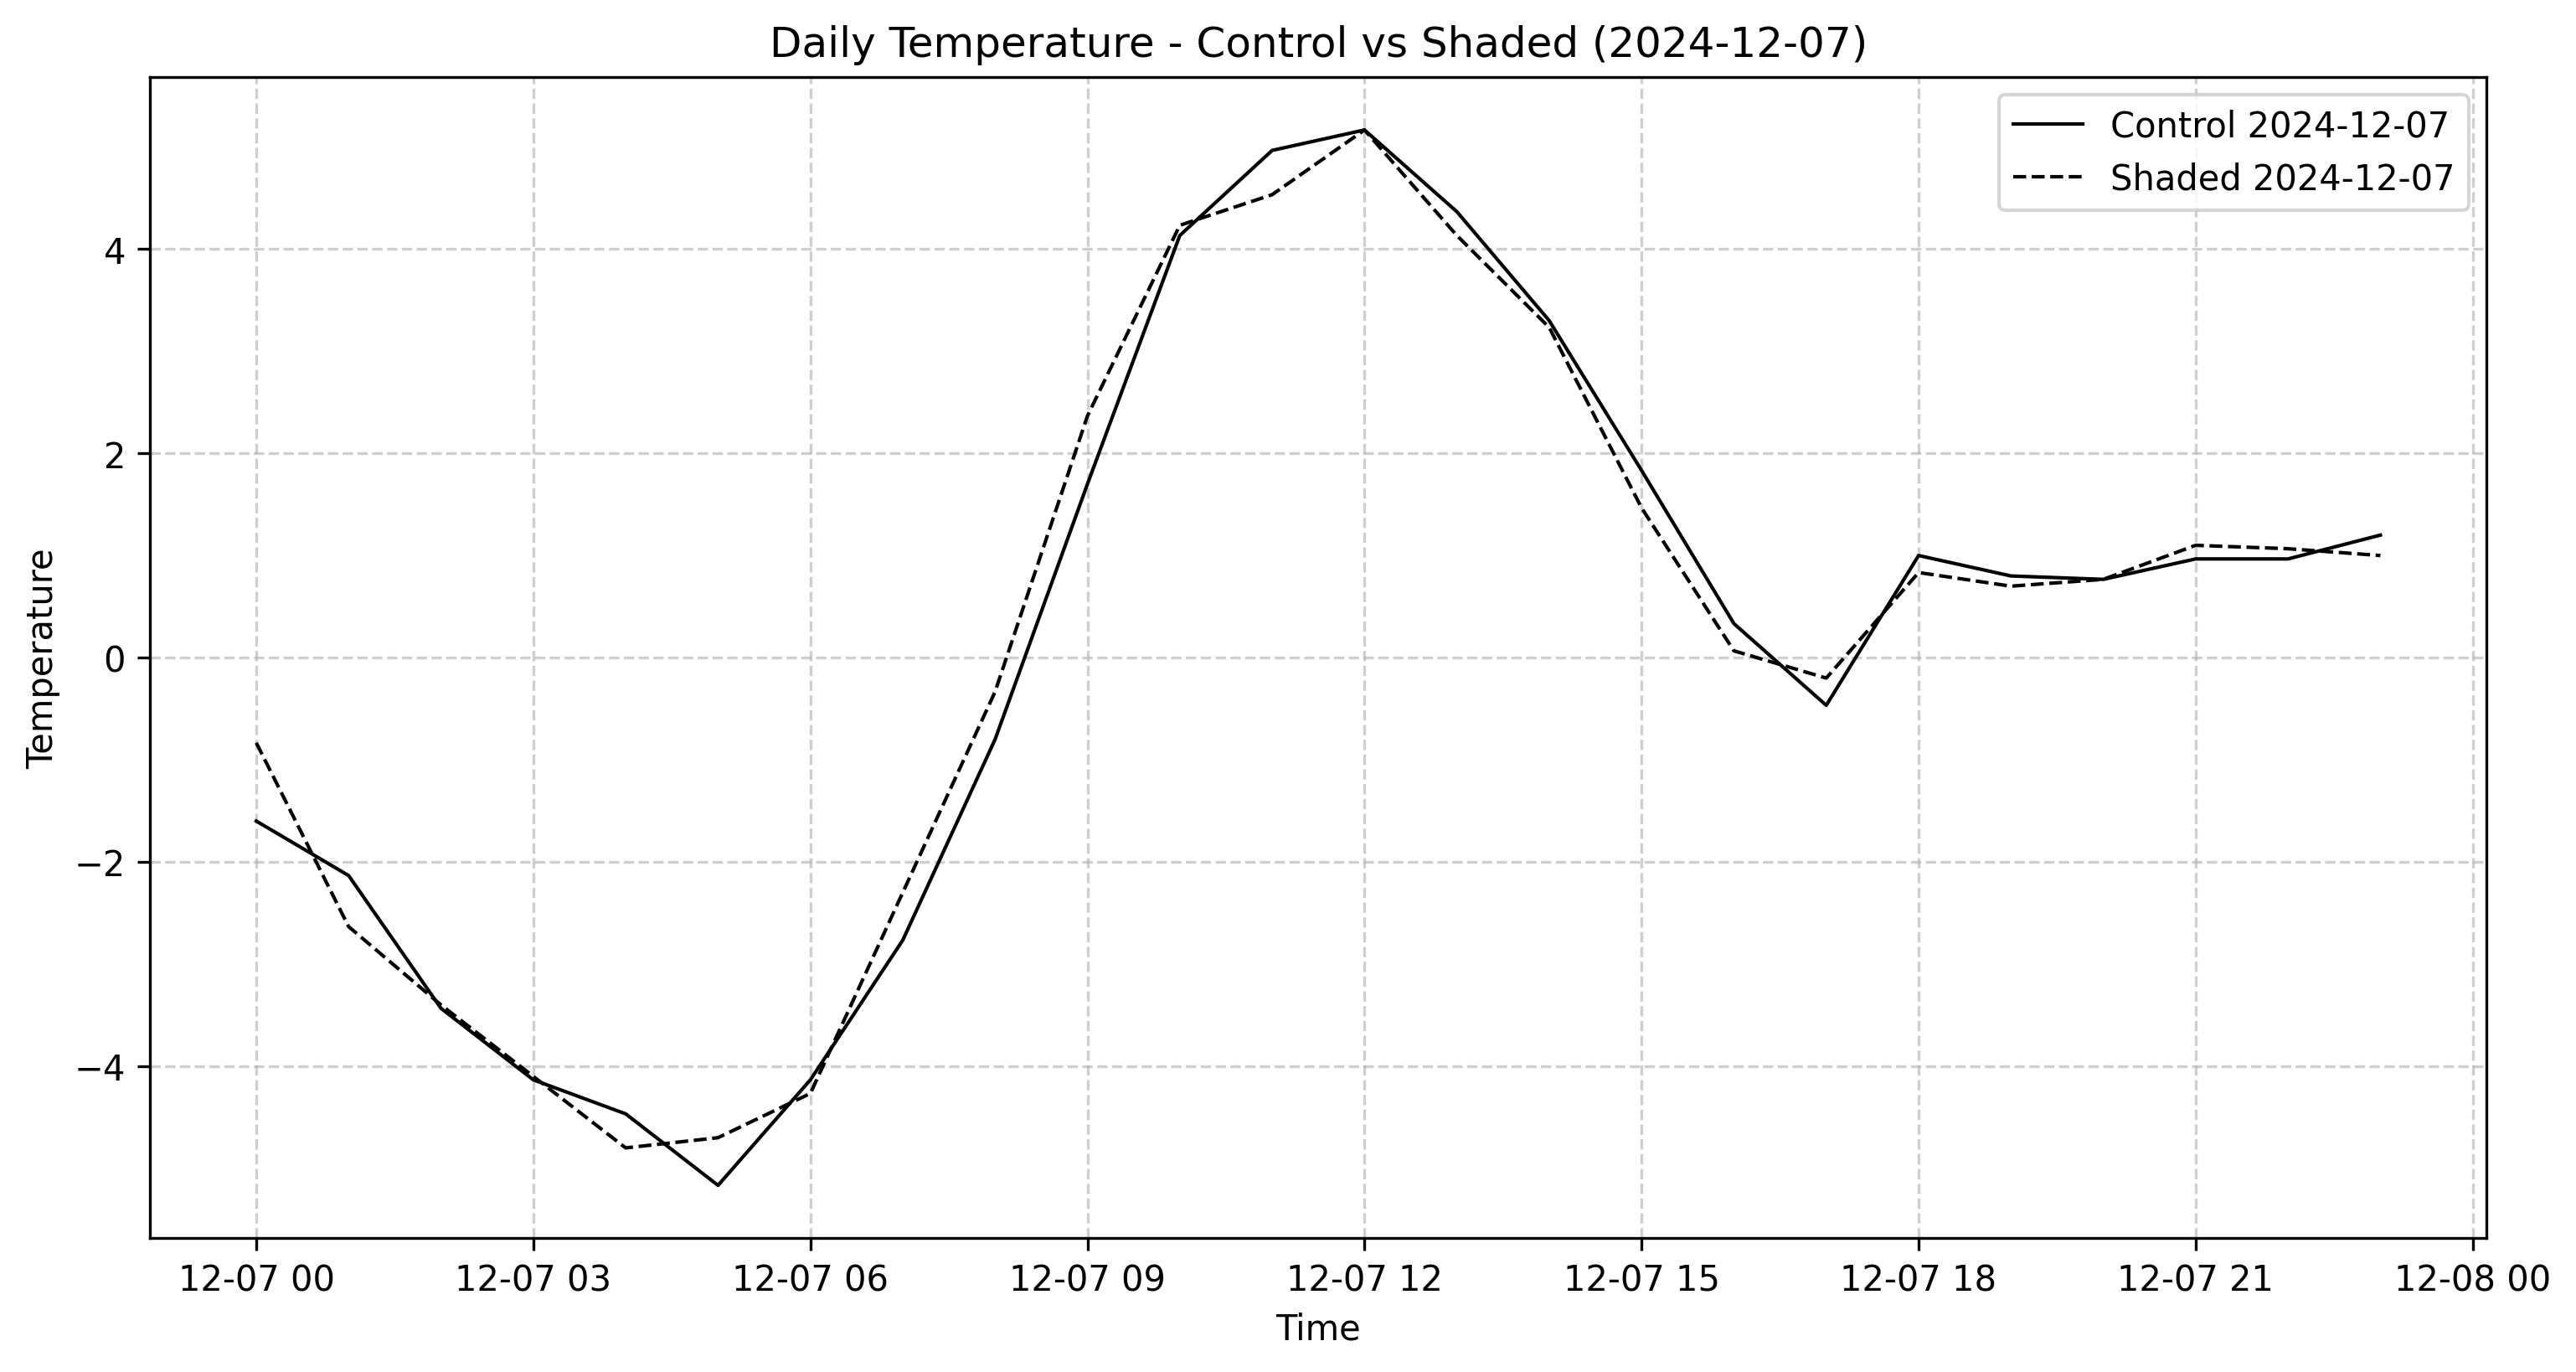 Daily Temperature - Control vs Shaded (2024-12-07)
Control 2024-12-07
Shaded 2024-12-07
Temperature
4
2
0
−2
−4
12-07 00 12-07 03 12-07 06 12-07 09 12-07 12 12-07 15 12-07 18 12-07 21 12-08 00
Time